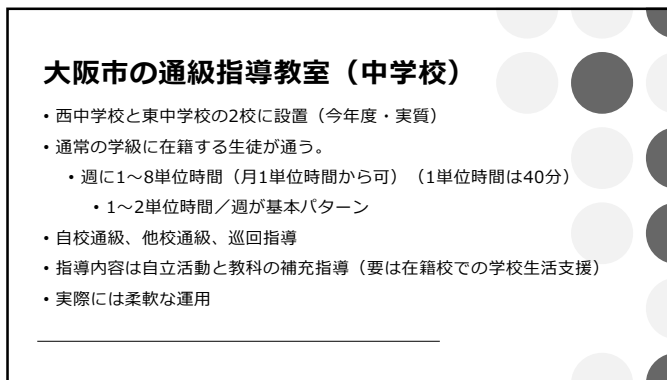 大阪市の通級指導教室（中学校）
• 西中学校と東中学校の2校に設置（今年度・実質）
• 通常の学級に在籍する生徒が通う。
• 週に1～8単位時間（月1単位時間から可）（1単位時間は40分）
• 1～2単位時間／週が基本パターン
• 自校通級、他校通級、巡回指導
• 指導内容は自立活動と教科の補充指導（要は在籍校での学校生活支援）
• 実際には柔軟な運用